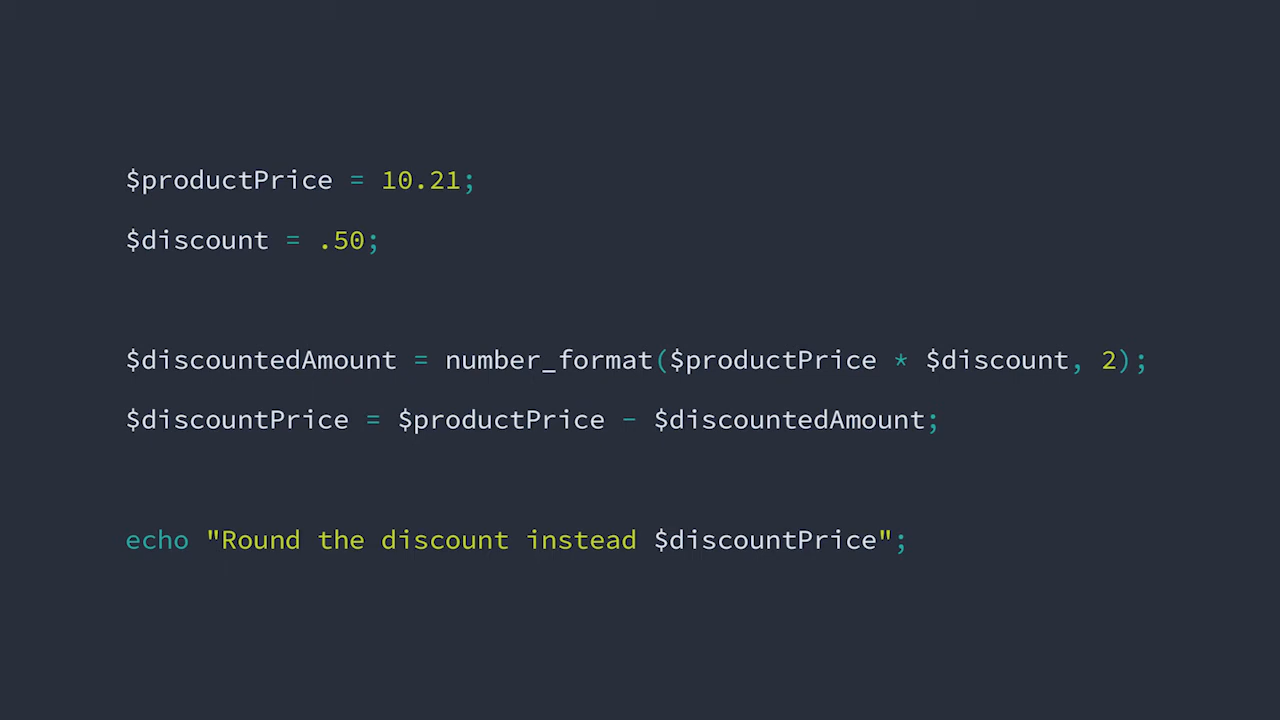 $productPrice = 10.21;
$discount = .50;
$discountedAmount = number_format($productPrice * $discount, 2);
$discountPrice = $productPrice - $discountedAmount;
echo "Round the discount instead $discountPrice";